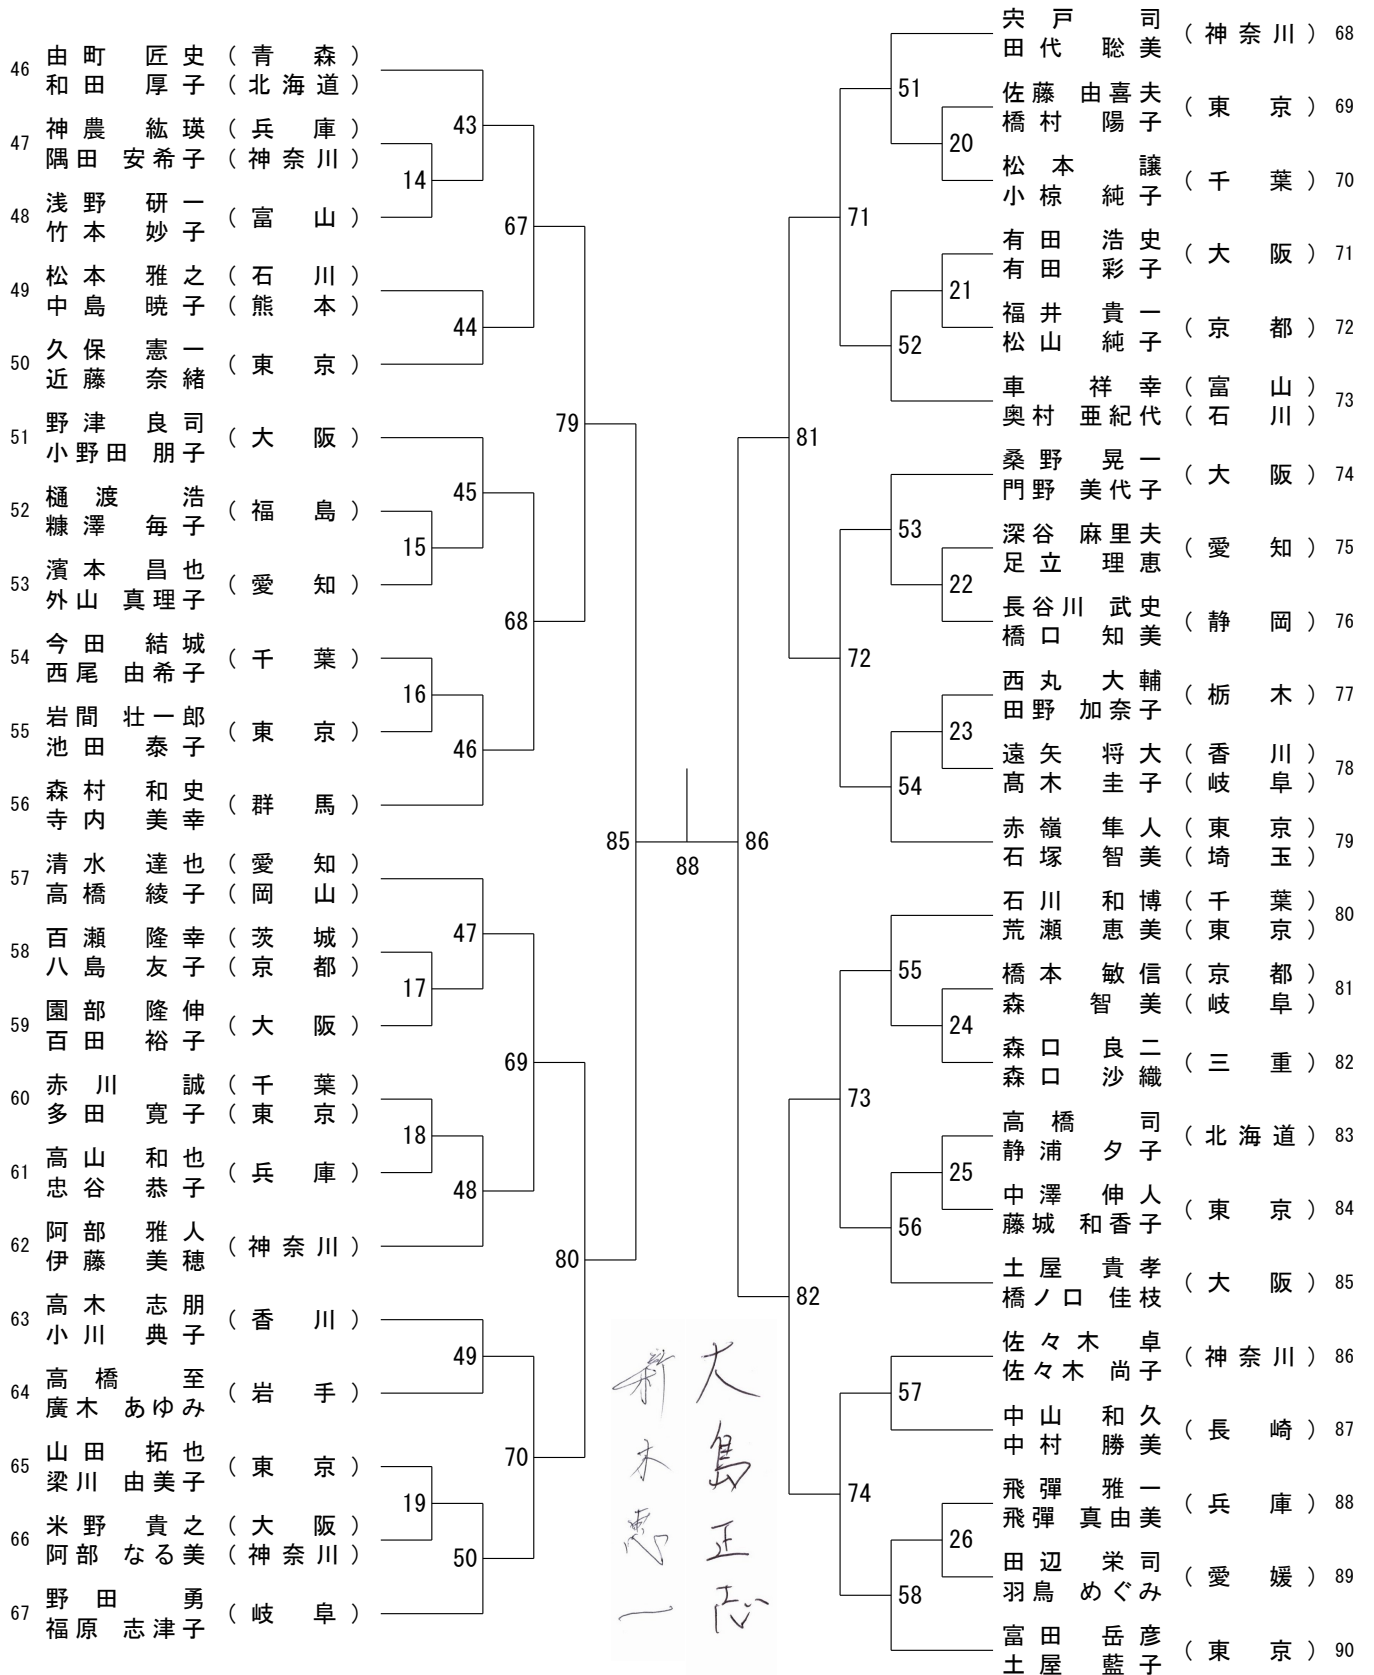 46 由町 匠史 (青森)
和田 厚子 (北海道)
47 神農 紘瑛 (兵庫)
隅田 安希子 (神奈川)
48 浅野 研一 (富山)
竹本 妙子
49 松本 雅之 (石川)
中島 暁子 (熊本)
50 久保 憲一 (東京)
近藤 奈緒
51 野津 良司 (大阪)
小野田 朋子
52 樋渡 浩 (福島)
糠澤 毎子
53 濱本 昌也 (愛知)
外山 真理子
54 今田 結城 (千葉)
西尾 由希子
55 岩間 壮一郎 (東京)
池田 泰子
56 森村 和史 (群馬)
寺内 美幸
57 清水 達也 (愛知)
高橋 綾子 (岡山)
58 百瀬 隆幸 (茨城)
八島 友子 (京都)
59 園部 隆伸 (大阪)
百田 裕子
60 赤川 誠 (千葉)
多田 寛子 (東京)
61 高山 和也 (兵庫)
忠谷 恭子
62 阿部 雅人 (神奈川)
伊藤 美穂
63 高木 志朋 (香川)
小川 典子
64 高橋 至 (岩手)
廣木 あゆみ
65 山田 拓也 (東京)
梁川 由美子
66 米野 貴之 (大阪)
阿部 なる美 (神奈川)
67 野田 勇 (岐阜)
福原 志津子
43
14
67
44
79
45
15
68
16
46
85
47
17
69
18
48
80
49
70
19
50
88
86
81
71
51
20
21
52
53
22
72
23
54
55
24
73
25
56
82
57
74
26
58
大島正志
新木恵一
宍戸 司 (神奈川) 68
田代 聡美
佐藤 由喜夫 (東京) 69
橋村 陽子
松本 譲 (千葉) 70
小椋 純子
有田 浩史 (大阪) 71
有田 彩子
福井 貴一 (京都) 72
松山 純子
車 祥幸 (富山) 73
奥村 亜紀代 (石川)
桑野 晃一 (大阪) 74
門野 美代子
深谷 麻里夫 (愛知) 75
足立 理恵
長谷川 武史 (静岡) 76
橋口 知美
西丸 大輔 (栃木) 77
田野 加奈子
遠矢 将大 (香川) 78
髙木 圭子 (岐阜)
赤嶺 隼人 (東京) 79
石塚 智美 (埼玉)
石川 和博 (千葉) 80
荒瀬 恵美 (東京)
橋本 敏信 (京都) 81
森 智美 (岐阜)
森口 良二 (三重) 82
森口 沙織
高橋 司 (北海道) 83
静浦 夕子
中澤 伸人 (東京) 84
藤城 和香子
土屋 貴孝 (大阪) 85
橋ノ口 佳枝
佐々木 卓 (神奈川) 86
佐々木 尚子
中山 和久 (長崎) 87
中村 勝美
飛彈 雅一 (兵庫) 88
飛彈 真由美
田辺 栄司 (愛媛) 89
羽鳥 めぐみ
富田 岳彦 (東京) 90
土屋 藍子